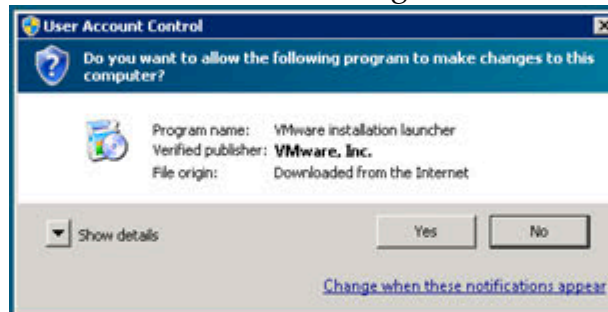 User Account Control
Do you want to allow the following program to make changes to this
computer?
Program name: VMware installation launcher
Verified publisher: VMware, Inc.
File origin: Downloaded from the Internet
Show details
Yes
No
Change when these notifications appear